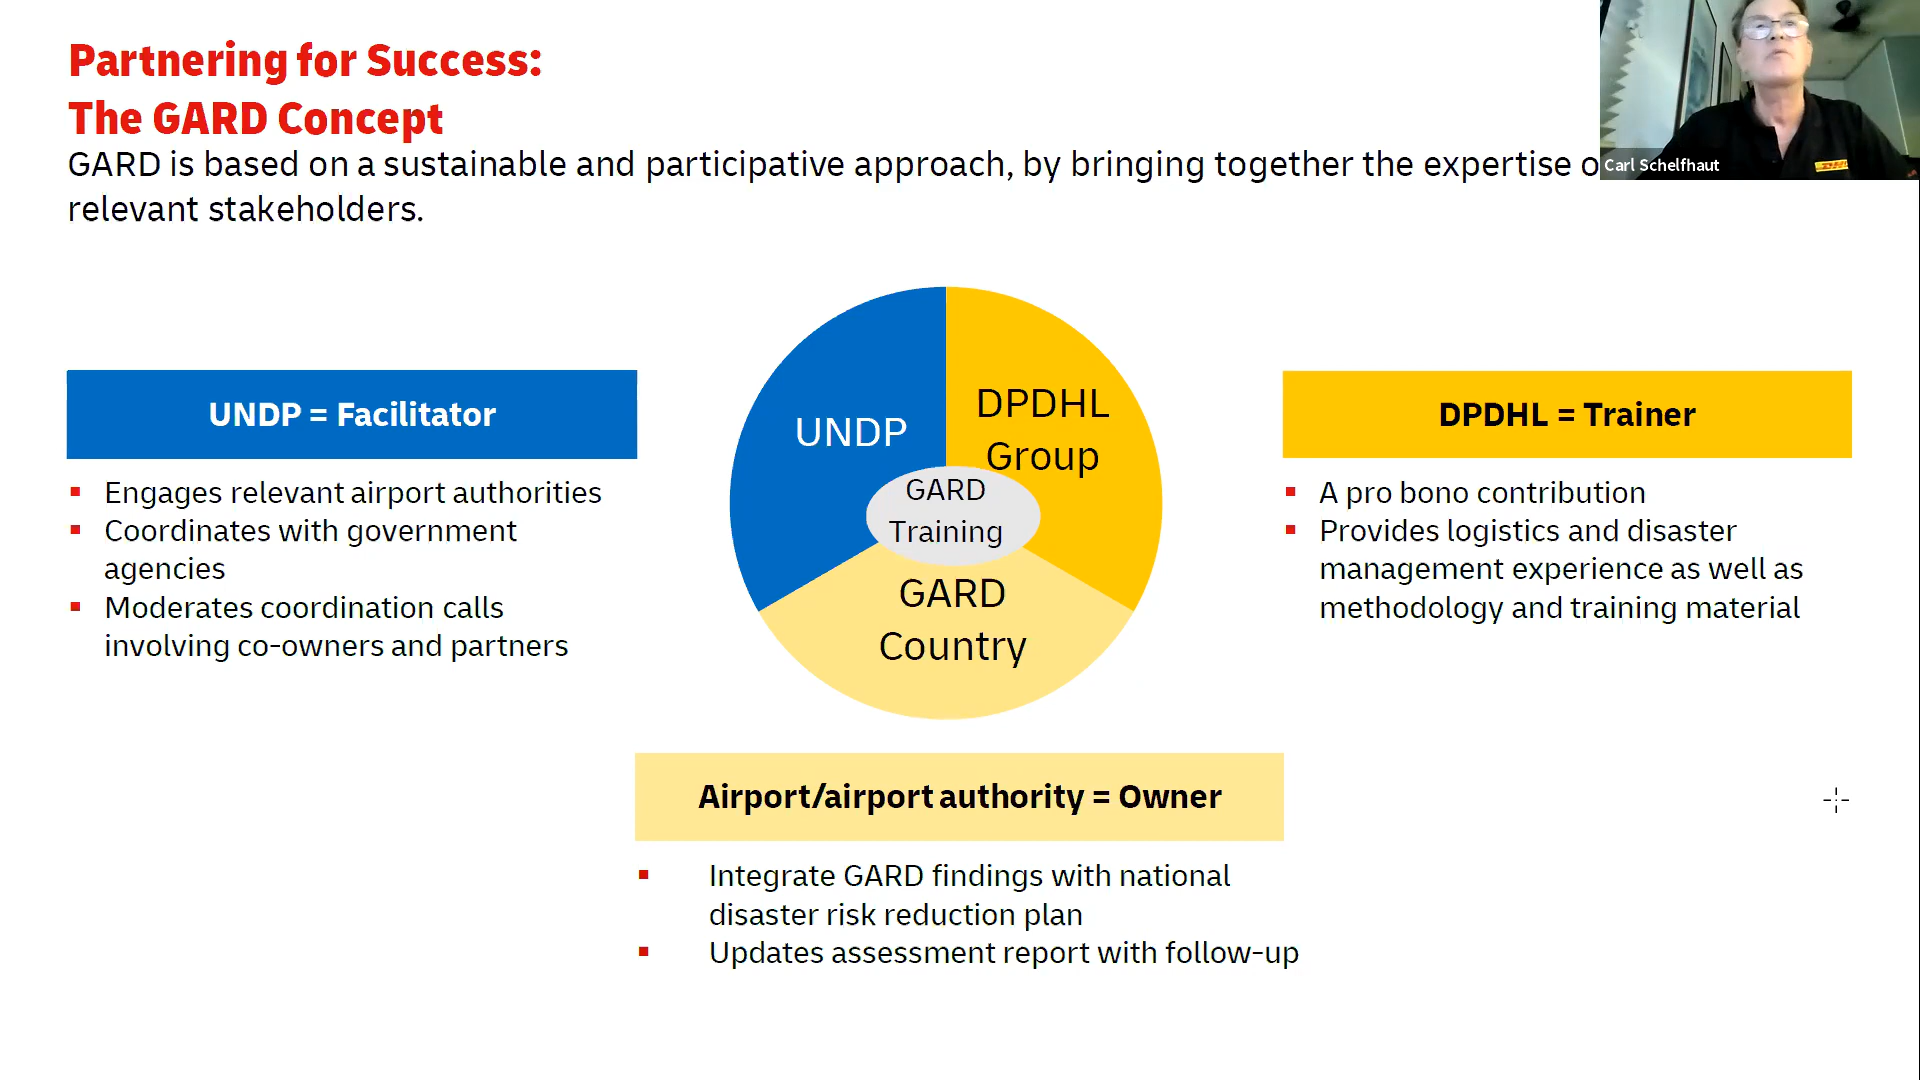 Partnering for Success:
The GARD Concept
GARD is based on a sustainable and participative approach, by bringing together the expertise
relevant stakeholders.
Carl Schelfhaut
DHL
UNDP = Facilitator
Engages relevant airport authorities
Coordinates with government
agencies
Moderates coordination calls
involving co-owners and partners
UNDP
DPDHL
Group
GARD
Training
GARD
Country
DPDHL = Trainer
A pro bono contribution
Provides logistics and disaster
management experience as well as
methodology and training material
Airport/airport authority = Owner
Integrate GARD findings with national
disaster risk reduction plan
Updates assessment report with follow-up